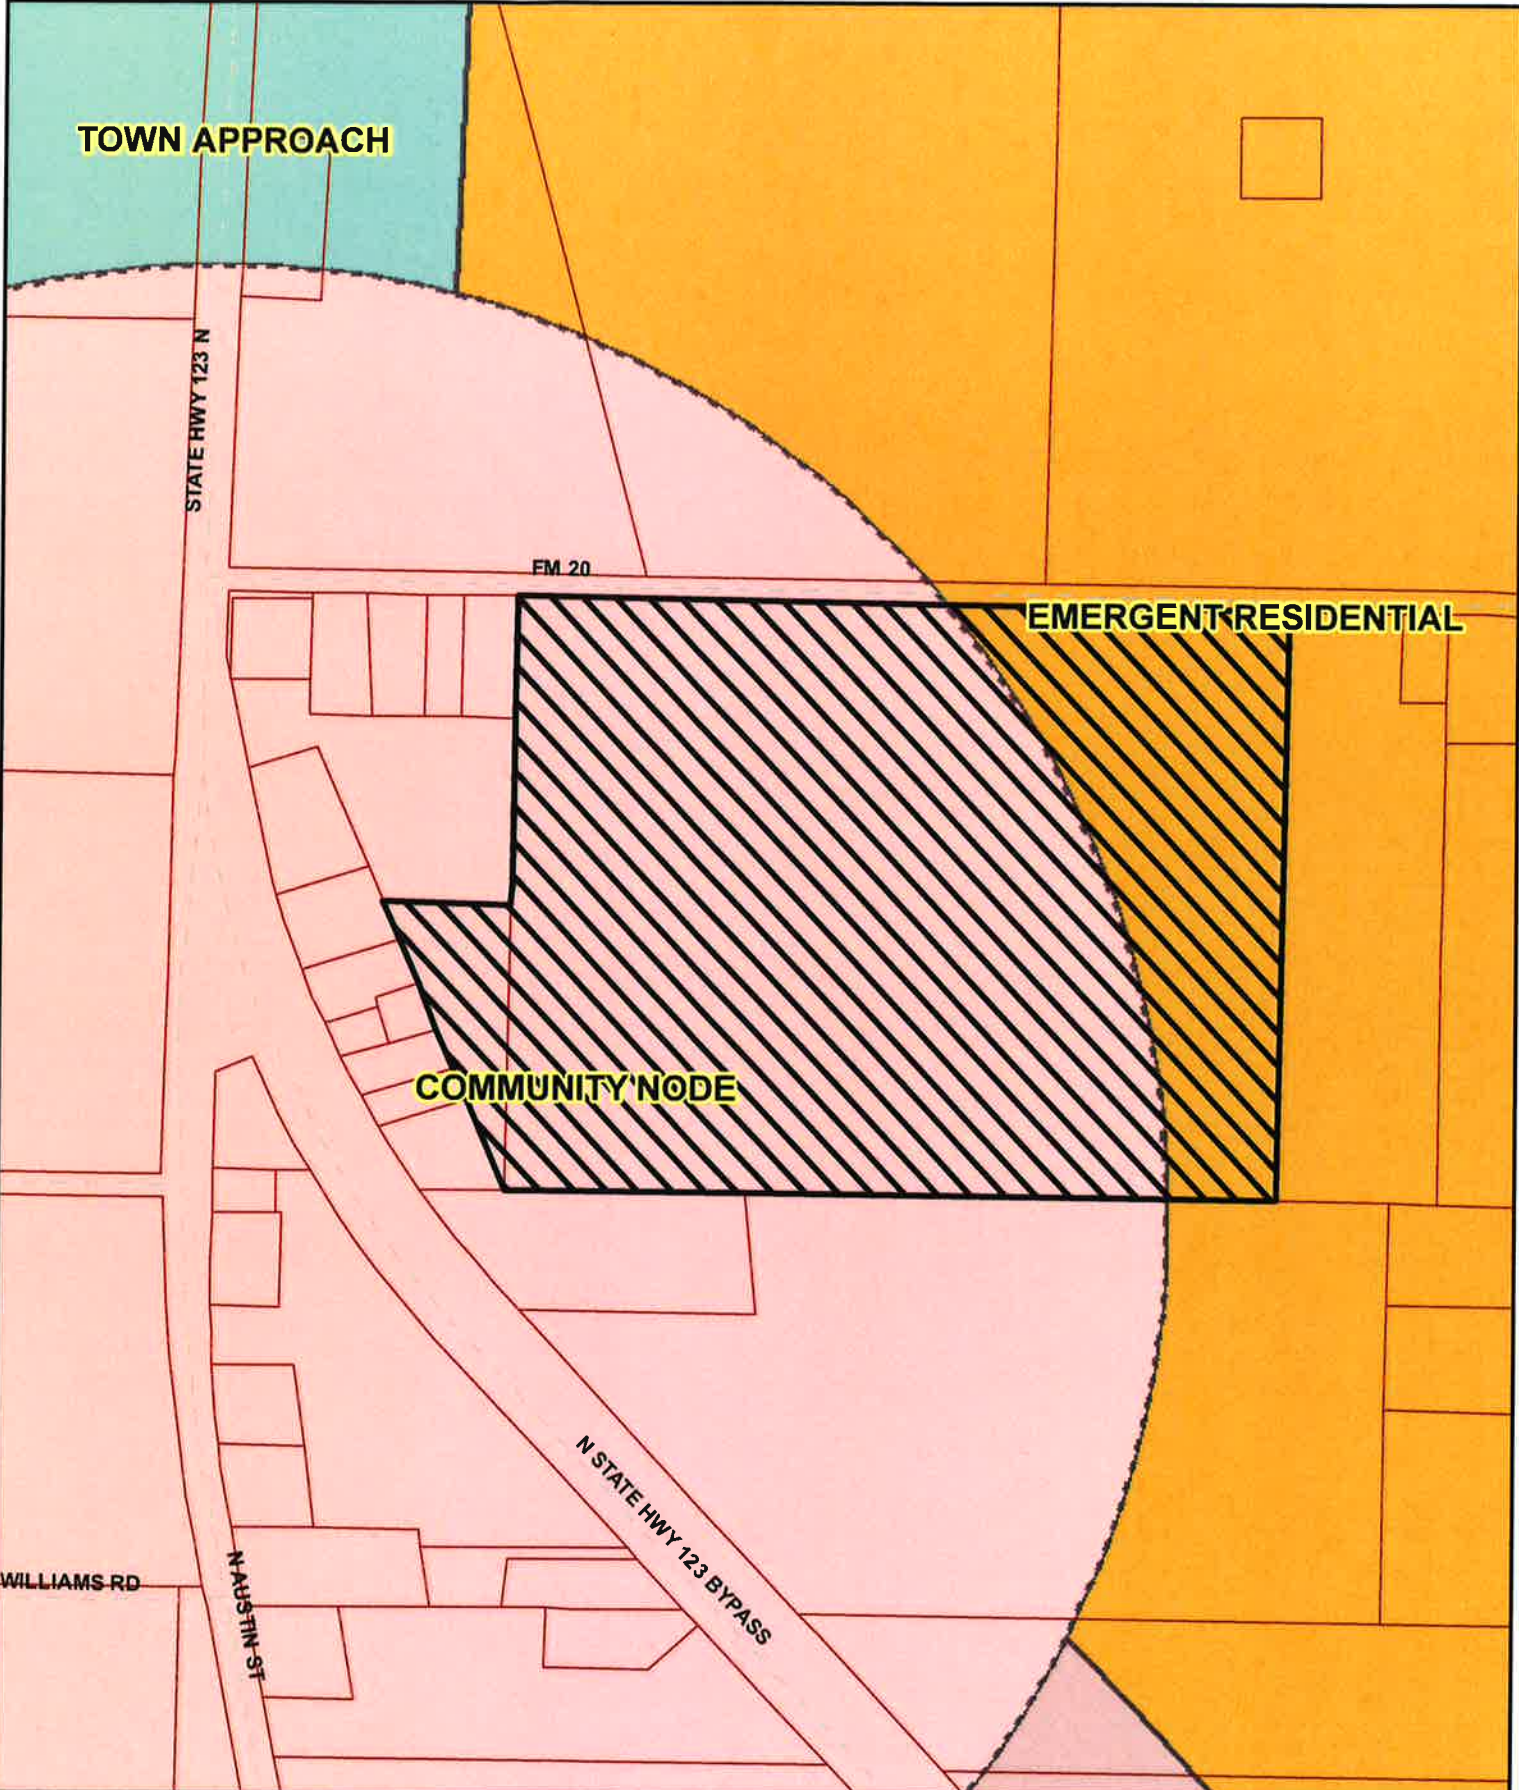 TOWN APPROACH
STATE HWY 123 N
FM 20
EMERGENT RESIDENTIAL
COMMUNITY NODE
N STATE HWY 123 BYPASS
WILLIAMS RD
N AUSTIN ST